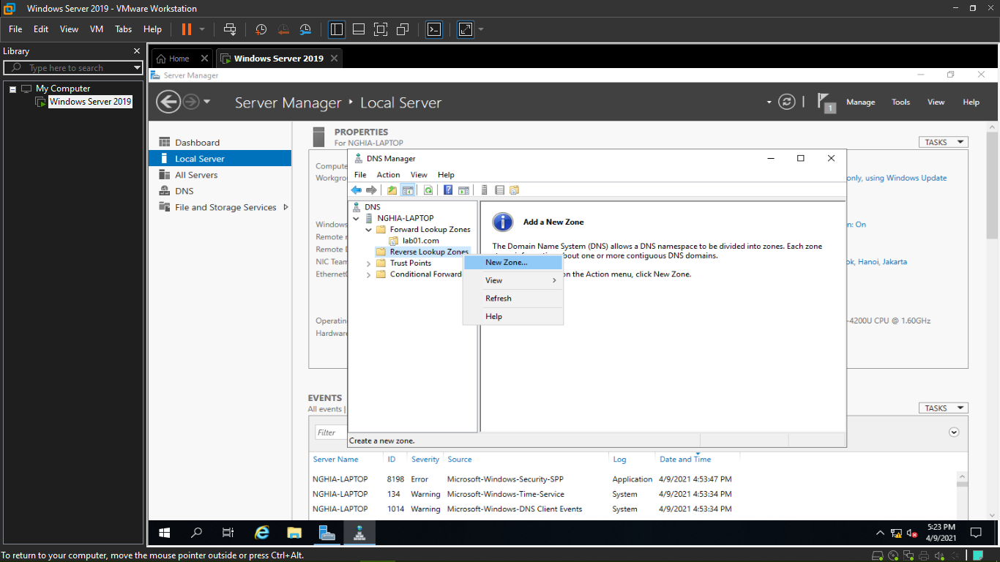 Windows Server 2019 - VMware Workstation
File Edit View VM Tabs Help
Library
Type here to search
My Computer
Windows Server 2019
Home
Windows Server 2019
Server Manager
Server Manager ‣ Local Server
1
Manage Tools View Help
Dashboard
Local Server
All Servers
DNS
File and Storage Services
PROPERTIES
For NGHIA-LAPTOP
TASKS
Compute
Workgro
only, using Windows Update
Windows
n: On
Remote
Remote D
NIC Team
k, Hanoi, Jakarta
Ethernet
Operatin
-4200U CPU @ 1.60GHz
Hardware
DNS Manager
File Action View Help
DNS
NGHIA-LAPTOP
Forward Lookup Zones
lab01.com
Reverse Lookup Zones
Trust Points
Conditional Forward
New Zone...
View
Refresh
Help
Add a New Zone
The Domain Name System (DNS) allows a DNS namespace to be divided into zones. Each zone
about one or more contiguous DNS domains.
on the Action menu, click New Zone.
Create a new zone.
EVENTS
All events |
TASKS
Filter
Server Name ID Severity Source Log Date and Time
NGHIA-LAPTOP 8198 Error Microsoft-Windows-Security-SPP Application 4/9/2021 4:53:47 PM
NGHIA-LAPTOP 134 Warning Microsoft-Windows-Time-Service System 4/9/2021 4:53:34 PM
NGHIA-LAPTOP 1014 Warning Microsoft-Windows-DNS Client Events System 4/9/2021 4:53:34 PM
5:23 PM
4/9/2021
To return to your computer, move the mouse pointer outside or press Ctrl+Alt.